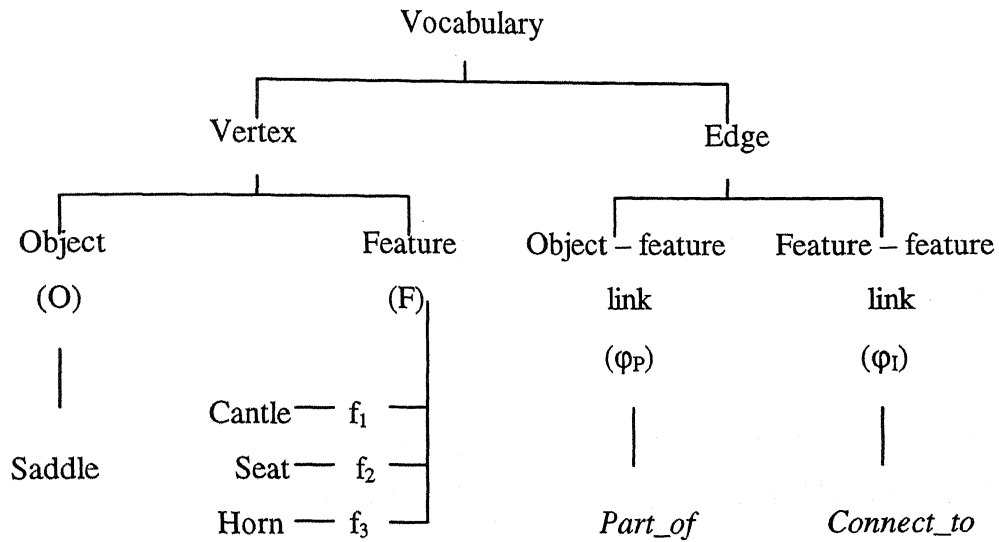 Vocabulary
Vertex Edge
Object Feature Object – feature Feature – feature
(O) (F) link link
(φP) (φI)
Cantle f1
Saddle Seat f2
Horn f3 Part_of Connect_to